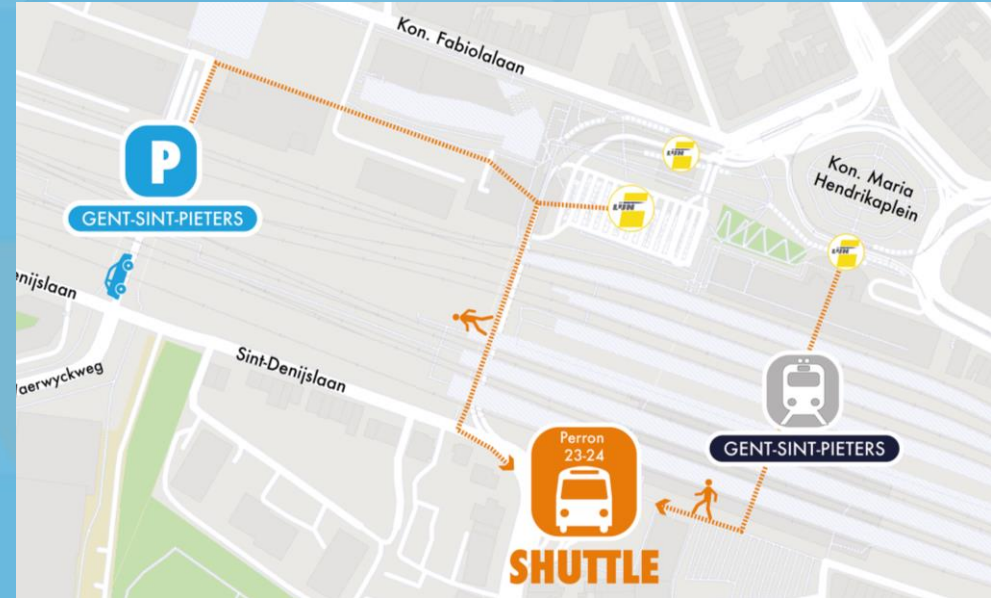 Kon. Fabiolalaan
P
GENT-SINT-PIETERS
Kon. Maria
Hendrikaplein
enijslaan
Sint-Denijslaan
aerwyckweg
GENT-SINT-PIETERS
Perron
23-24
SHUTTLE